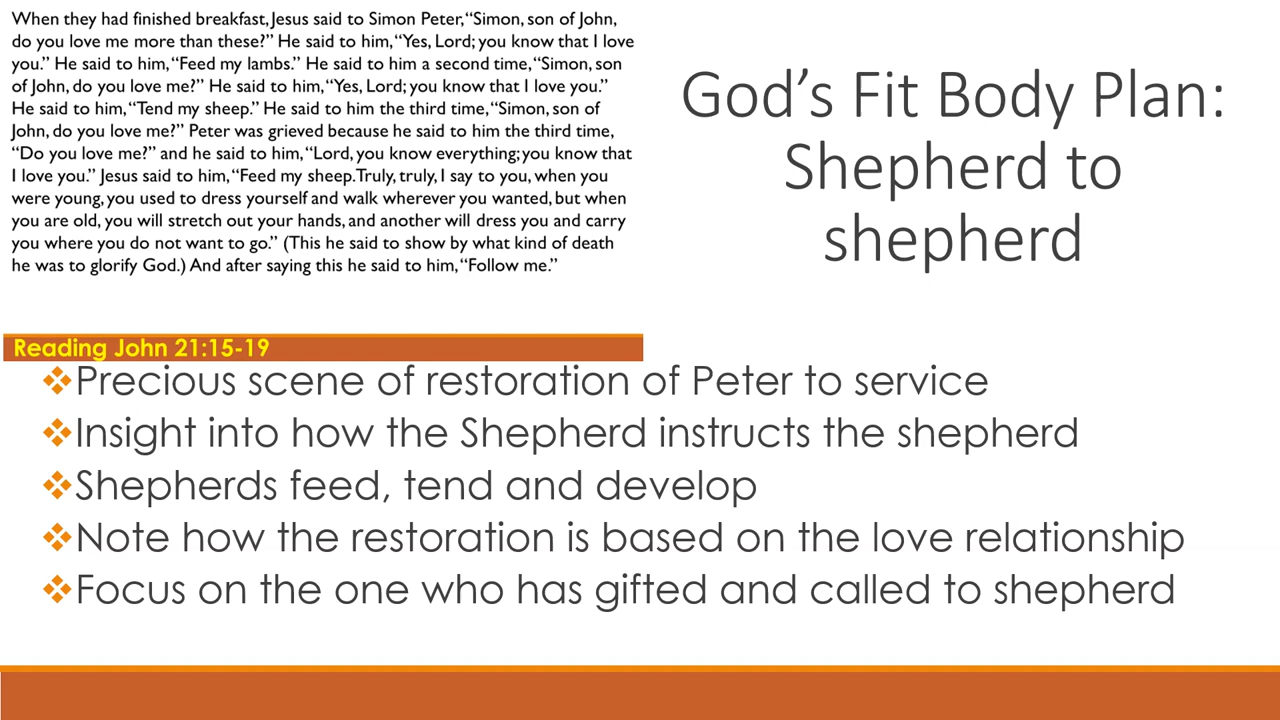 When they had finished breakfast, Jesus said to Simon Peter, “Simon, son of John,
do you love me more than these?” He said to him, “Yes, Lord; you know that I love
you.” He said to him, “Feed my lambs.” He said to him a second time, “Simon, son
of John, do you love me?” He said to him, “Yes, Lord; you know that I love you.”
He said to him, “Tend my sheep.” He said to him the third time, “Simon, son of
John, do you love me?” Peter was grieved because he said to him the third time,
“Do you love me?” and he said to him, “Lord, you know everything; you know that
I love you.” Jesus said to him, “Feed my sheep. Truly, truly, I say to you, when you
were young, you used to dress yourself and walk wherever you wanted, but when
you are old, you will stretch out your hands, and another will dress you and carry
you where you do not want to go.” (This he said to show by what kind of death
he was to glorify God.) And after saying this he said to him, “Follow me.”
God’s Fit Body Plan:
Shepherd to
shepherd
Reading John 21:15-19
❖Precious scene of restoration of Peter to service
❖Insight into how the Shepherd instructs the shepherd
❖Shepherds feed, tend and develop
❖Note how the restoration is based on the love relationship
❖Focus on the one who has gifted and called to shepherd